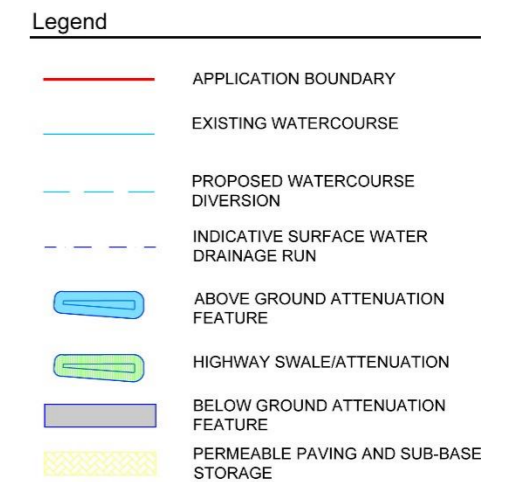 Legend
APPLICATION BOUNDARY
EXISTING WATERCOURSE
PROPOSED WATERCOURSE
DIVERSION
INDICATIVE SURFACE WATER
DRAINAGE RUN
ABOVE GROUND ATTENUATION
FEATURE
HIGHWAY SWALE/ATTENUATION
BELOW GROUND ATTENUATION
FEATURE
PERMEABLE PAVING AND SUB-BASE
STORAGE